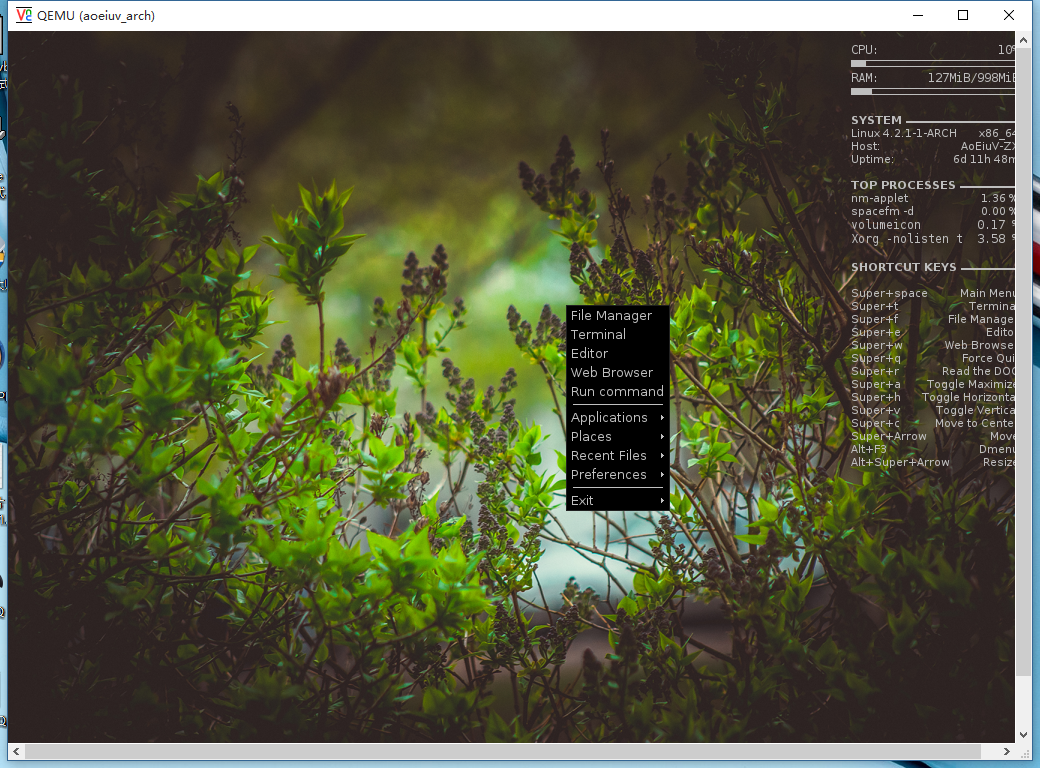 QEMU (aoeiuv_arch)
CPU: 10%
RAM: 127MiB/998MiB
SYSTEM
Linux 4.2.1-1-ARCH x86_64
Host: AoEiuV-ZX
Uptime: 6d 11h 48m
TOP PROCESSES
nm-applet 1.36 %
spacefm -d 0.00 %
volumeicon 0.17 %
Xorg -nolisten t 3.58 %
SHORTCUT KEYS
Super+space Main Menu
Super+t Terminal
Super+f File Manager
Super+e Editor
Super+w Web Browser
Super+q Force Quit
Super+r Read the DOC
Super+a Toggle Maximize
Super+h Toggle Horizontal
Super+v Toggle Vertical
Super+c Move to Center
Super+Arrow Move
Alt+F3 Dmenu
Alt+Super+Arrow Resize
File Manager
Terminal
Editor
Web Browser
Run command
Applications
Places
Recent Files
Preferences
Exit